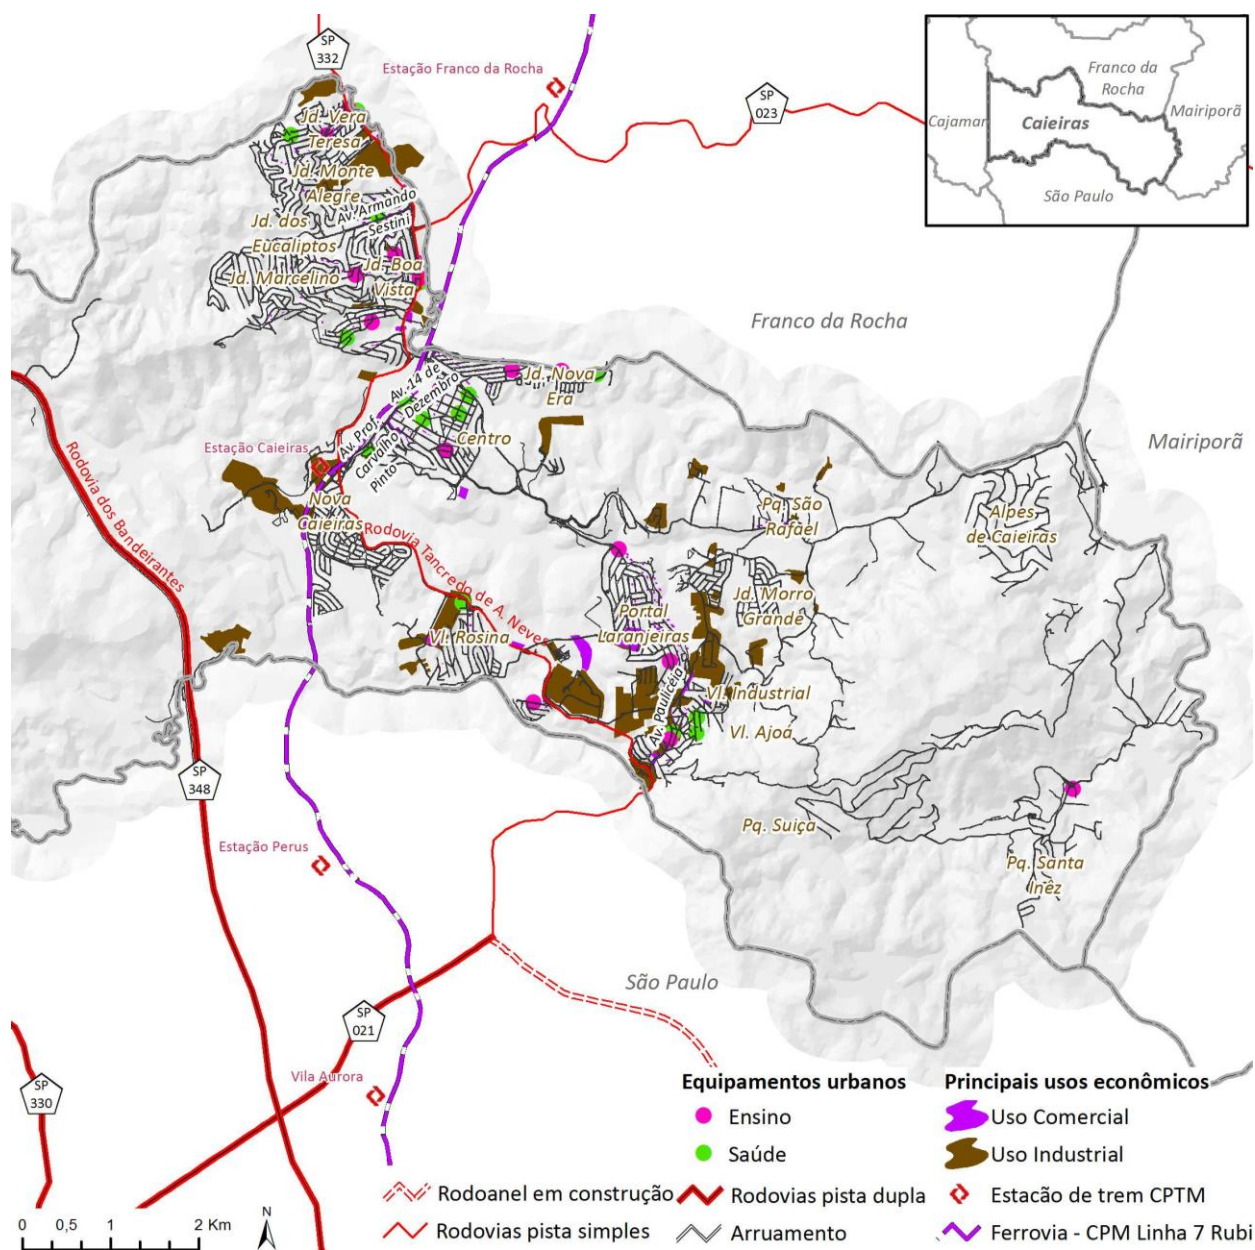 SP
332
Estação Franco da Rocha
SP
023
Franco da
Rocha
Mairiporã
Cajamar
Caieiras
São Paulo
Jd. Vera
Teresa
Jd. Monte
Alegre
Av. Armando
Sestini
Jd. dos
Eucaliptos
Jd. Marcelino
Jd. Boa
Vista
Franco da Rocha
Jd. Nova
Era
Av. 14 de
Dezembro
Av. Prof.
Carvalho
Pinto
Centro
Estação Caieiras
Mairiporã
Rodovia dos Bandeirantes
Nova
Caieiras
Rodovia Tancredo de A. Neves
Pq. São
Rafael
Alpes
de Caieiras
Jd. Morro
Grande
Portal
Laranjeiras
Vl. Rosina
Av. Paulicéia
Vl. Industrial
Vl. Ajoá
SP
348
Pq. Suiça
Pq. Santa
Inêz
Estação Perus
São Paulo
SP
021
Vila Aurora
SP
330
Equipamentos urbanos
Ensino
Saúde
Principais usos econômicos
Uso Comercial
Uso Industrial
Rodoanel em construção
Rodovias pista dupla
Estacão de trem CPTM
Rodovias pista simples
Arruamento
Ferrovia - CPM Linha 7 Rubi
0 0,5 1 2 Km
N